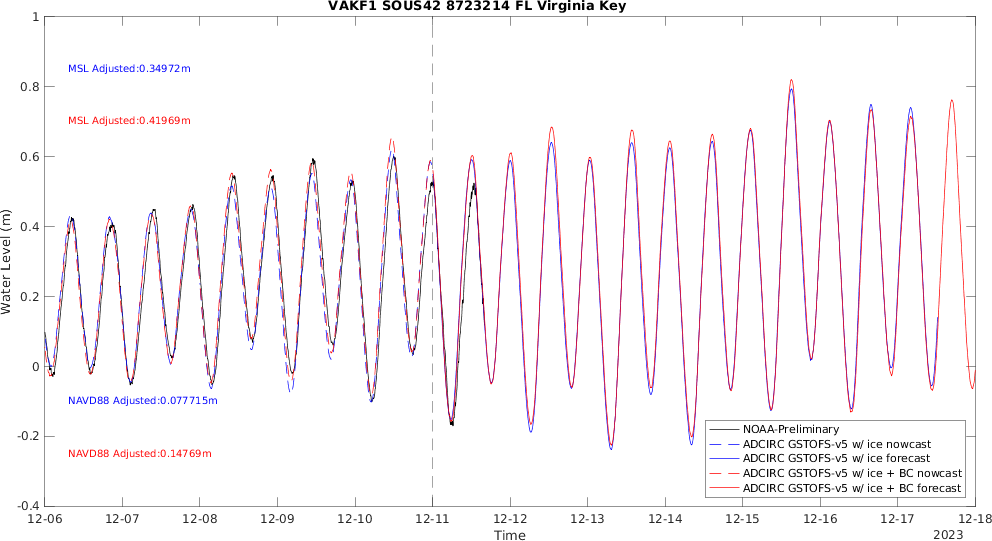 VAKF1 SOUS42 8723214 FL Virginia Key
Water Level (m)
1
0.8
0.6
0.4
0.2
0
-0.2
-0.4
MSL Adjusted:0.34972m
MSL Adjusted:0.41969m
NAVD88 Adjusted:0.077715m
NAVD88 Adjusted:0.14769m
NOAA-Preliminary
ADCIRC GSTOFS-v5 w/ ice nowcast
ADCIRC GSTOFS-v5 w/ ice forecast
ADCIRC GSTOFS-v5 w/ ice + BC nowcast
ADCIRC GSTOFS-v5 w/ ice + BC forecast
12-06 12-07 12-08 12-09 12-10 12-11 12-12 12-13 12-14 12-15 12-16 12-17 12-18
Time
2023